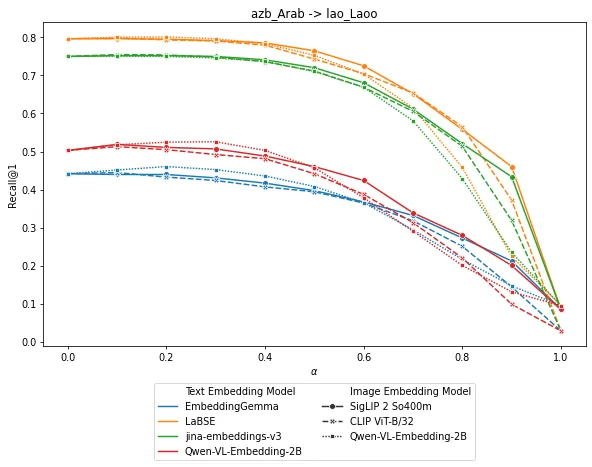 azb_Arab -> lao_Laoo
Recall@1
0.8
0.7
0.6
0.5
0.4
0.3
0.2
0.1
0.0
0.0 0.2 0.4 0.6 0.8 1.0
α
Text Embedding Model
EmbeddingGemma
LaBSE
jina-embeddings-v3
Qwen-VL-Embedding-2B
Image Embedding Model
SigLIP 2 So400m
CLIP ViT-B/32
Qwen-VL-Embedding-2B